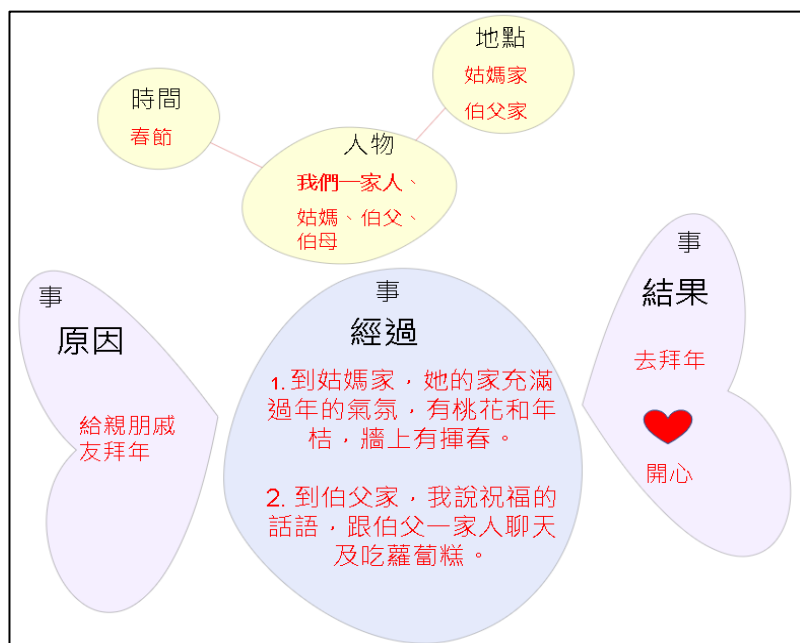 地點
姑媽家
伯父家
時間
春節
人物
我們一家人、
姑媽、伯父、
伯母
事
原因
給親朋戚
友拜年
事
經過
1. 到姑媽家，她的家充滿
過年的氣氛，有桃花和年
桔，牆上有揮春。
2. 到伯父家，我說祝福的
話語，跟伯父一家人聊天
及吃蘿蔔糕。
事
結果
去拜年
開心